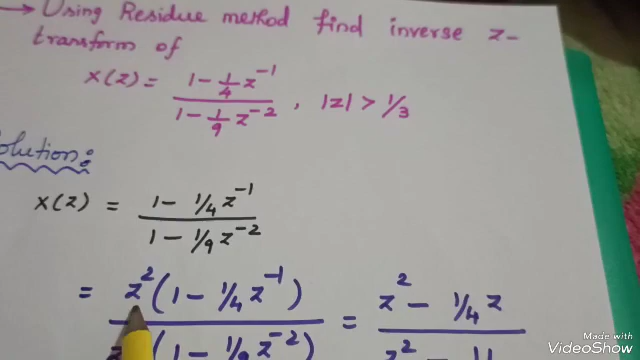 → Using Residue method find inverse z-
transform of
X(z) = (1 - 1/4 z^-1) / (1 - 1/9 z^-2) , |z| > 1/3
Solution:
X(z) = (1 - 1/4 z^-1) / (1 - 1/9 z^-2)
= z^2 (1 - 1/4 z^-1) / (1 - 1/9 z^-2) = (z^2 - 1/4 z) / z^2 -
Made with
VideoShow